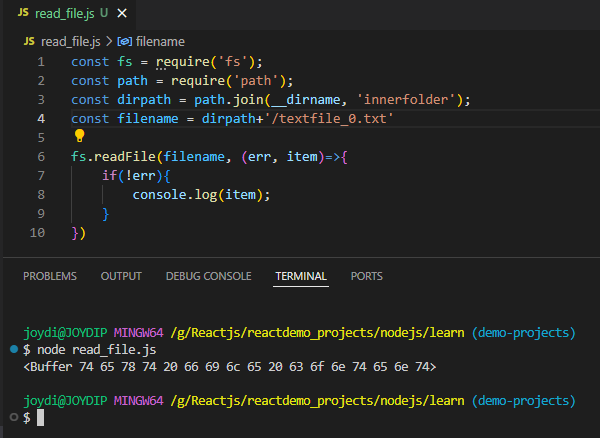 JS read_file.js U ×
JS read_file.js > filename
1 const fs = require('fs');
2 const path = require('path');
3 const dirpath = path.join(__dirname, 'innerfolder');
4 const filename = dirpath+'/textfile_0.txt'
5
6 fs.readFile(filename, (err, item)=>{
7 if(!err){
8 console.log(item);
9 }
10 })
PROBLEMS OUTPUT DEBUG CONSOLE TERMINAL PORTS
joydi@JOYDIP MINGW64 /g/Reactjs/reactdemo_projects/nodejs/learn (demo-projects)
$ node read_file.js
<Buffer 74 65 78 74 20 66 69 6c 65 20 63 6f 6e 74 65 6e 74>
joydi@JOYDIP MINGW64 /g/Reactjs/reactdemo_projects/nodejs/learn (demo-projects)
$